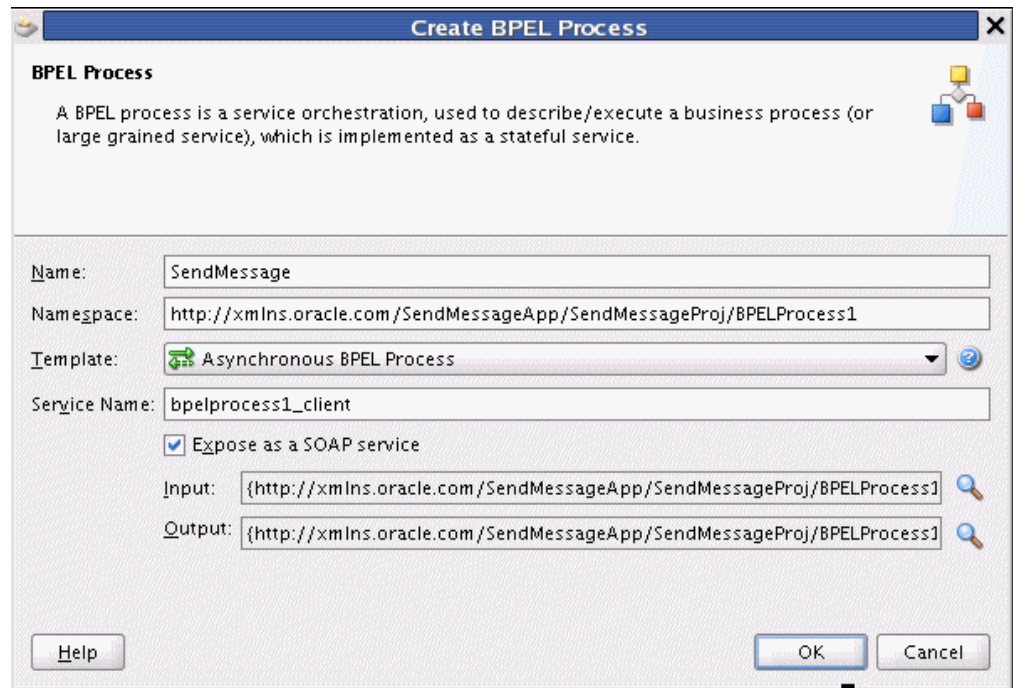 Create BPEL Process
BPEL Process
A BPEL process is a service orchestration, used to describe/execute a business process (or
large grained service), which is implemented as a stateful service.
Name: SendMessage
Namespace: http://xmlns.oracle.com/SendMessageApp/SendMessageProj/BPELProcess1
Template: Asynchronous BPEL Process
Service Name: bpelprocess1_client
Expose as a SOAP service
Input: {http://xmlns.oracle.com/SendMessageApp/SendMessageProj/BPELProcess1
Output: {http://xmlns.oracle.com/SendMessageApp/SendMessageProj/BPELProcess1
Help OK Cancel